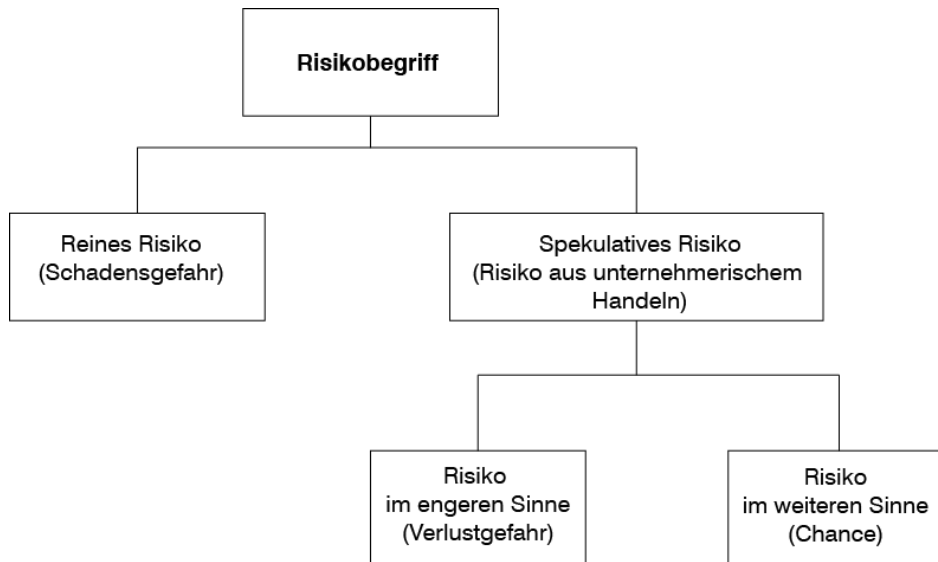 Risikobegriff
Reines Risiko
(Schadensgefahr)
Spekulatives Risiko
(Risiko aus unternehmerischem
Handeln)
Risiko
im engeren Sinne
(Verlustgefahr)
Risiko
im weiteren Sinne
(Chance)